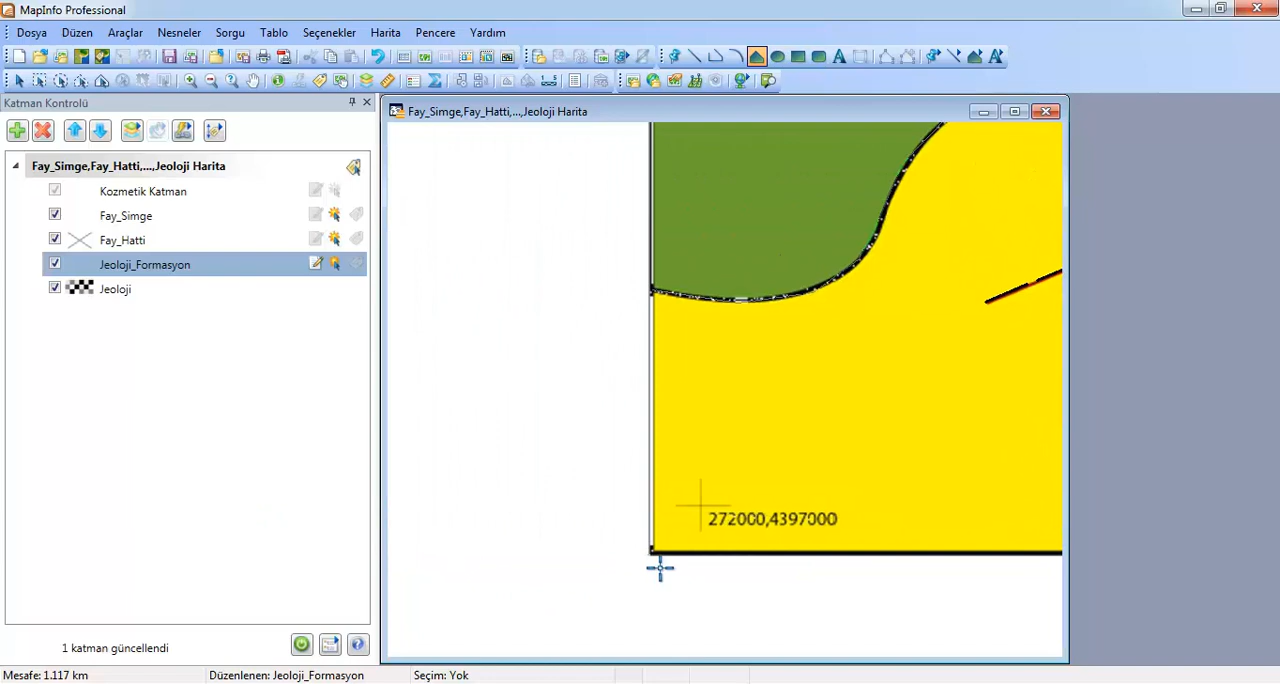 MapInfo Professional
Dosya Düzen Araçlar Nesneler Sorgu Tablo Seçenekler Harita Pencere Yardım
Katman Kontrolü
Fay_Simge,Fay_Hatti,...,Jeoloji Harita
Kozmetik Katman
Fay_Simge
Fay_Hatti
Jeoloji_Formasyon
Jeoloji
1 katman güncellendi
Fay_Simge,Fay_Hatti,...,Jeoloji Harita
272000,4397000
Mesafe: 1.117 km Düzenlenen: Jeoloji_Formasyon Seçim: Yok